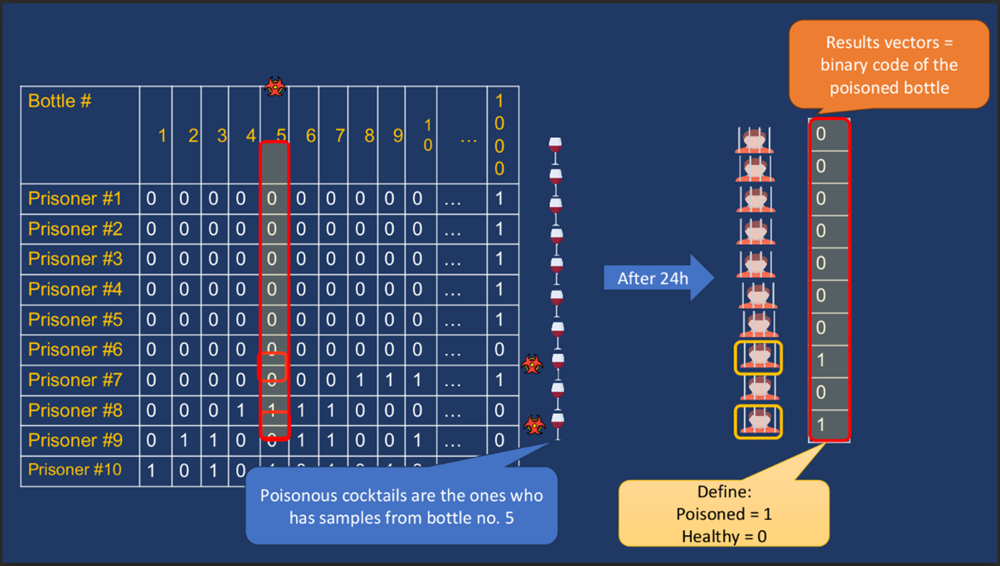 Bottle # 1 2 3 4 5 6 7 8 9 10 ... 1000
Prisoner #1 0 0 0 0 0 0 0 0 0 0 ... 1
Prisoner #2 0 0 0 0 0 0 0 0 0 0 ... 1
Prisoner #3 0 0 0 0 0 0 0 0 0 0 ... 1
Prisoner #4 0 0 0 0 0 0 0 0 0 0 ... 1
Prisoner #5 0 0 0 0 0 0 0 0 0 0 ... 1
Prisoner #6 0 0 0 0 0 0 0 0 0 0 ... 0
Prisoner #7 0 0 0 0 0 0 0 1 1 1 ... 1
Prisoner #8 0 0 0 1 1 1 1 0 0 0 ... 0
Prisoner #9 0 1 1 0 0 1 1 0 0 1 ... 0
Prisoner #10 1 0 1 0
Poisonous cocktails are the ones who
has samples from bottle no. 5
After 24h
Results vectors =
binary code of the
poisoned bottle
0
0
0
0
0
0
0
1
0
1
Define:
Poisoned = 1
Healthy = 0